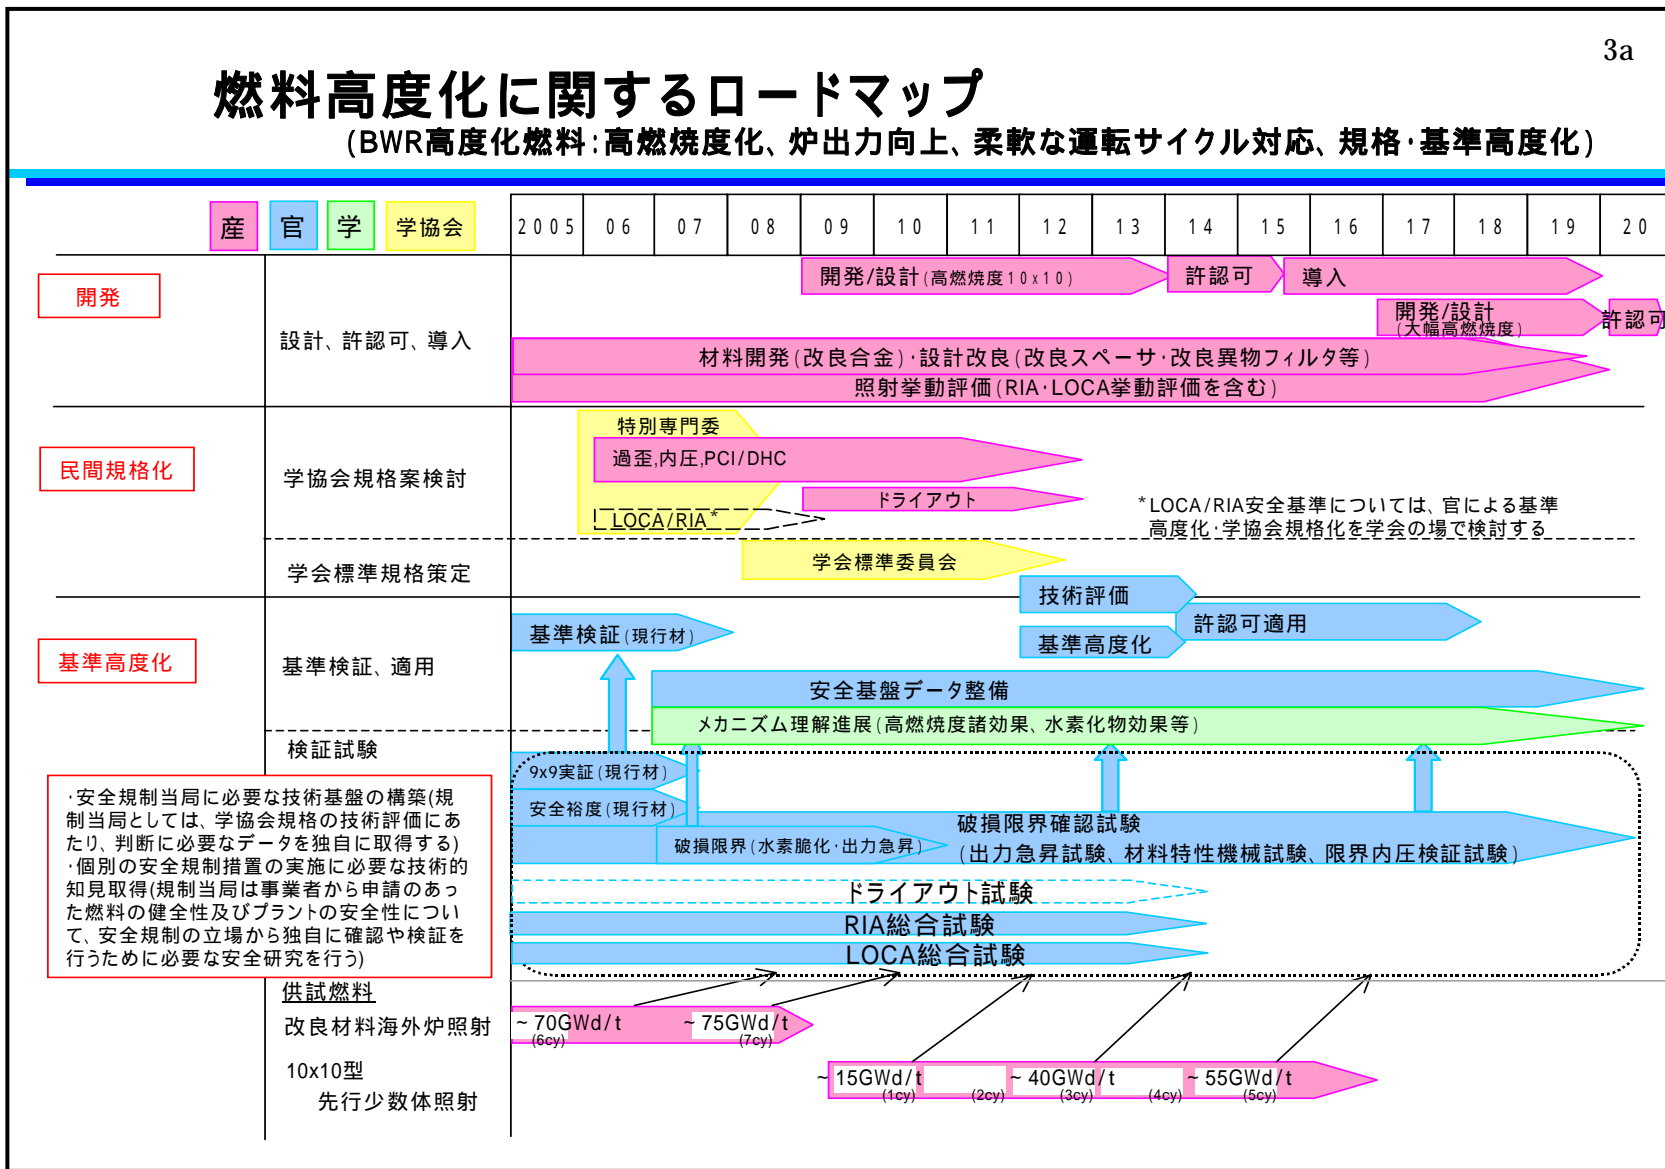 3a
燃料高度化に関するロードマップ
(BWR高度化燃料:高燃焼度化、炉出力向上、柔軟な運転サイクル対応、規格・基準高度化)
産 官 学 学協会
2005 06 07 08 09 10 11 12 13 14 15 16 17 18 19 20
開発
設計、許認可、導入
開発/設計(高燃焼度10x10)
許認可
導入
開発/設計
(大幅高燃焼度)
許認可
材料開発(改良合金)・設計改良(改良スペーサ・改良異物フィルタ等)
照射挙動評価(RIA・LOCA挙動評価を含む)
民間規格化
学協会規格案検討
特別専門委
過歪,内圧,PCI/DHC
ドライアウト
LOCA/RIA*
*LOCA/RIA安全基準については、官による基準
高度化・学協会規格化を学会の場で検討する
学会標準規格策定
学会標準委員会
技術評価
基準高度化
基準検証、適用
基準検証(現行材)
許認可適用
基準高度化
安全基盤データ整備
メカニズム理解進展(高燃焼度諸効果、水素化物効果等)
検証試験
9x9実証(現行材)
安全裕度(現行材)
破損限界(水素脆化・出力急昇)
破損限界確認試験
(出力急昇試験、材料特性機械試験、限界内圧検証試験)
ドライアウト試験
RIA総合試験
LOCA総合試験
・安全規制当局に必要な技術基盤の構築(規
制当局としては、学協会規格の技術評価にあ
たり、判断に必要なデータを独自に取得する)
・個別の安全規制措置の実施に必要な技術的
知見取得(規制当局は事業者から申請のあっ
た燃料の健全性及びプラントの安全性につい
て、安全規制の立場から独自に確認や検証を
行うために必要な安全研究を行う)
供試燃料
改良材料海外炉照射
~70GWd/t
(6cy)
~75GWd/t
(7cy)
10x10型
先行少数体照射
~15GWd/t
(1cy)
(2cy)
~40GWd/t
(3cy)
(4cy)
~55GWd/t
(5cy)